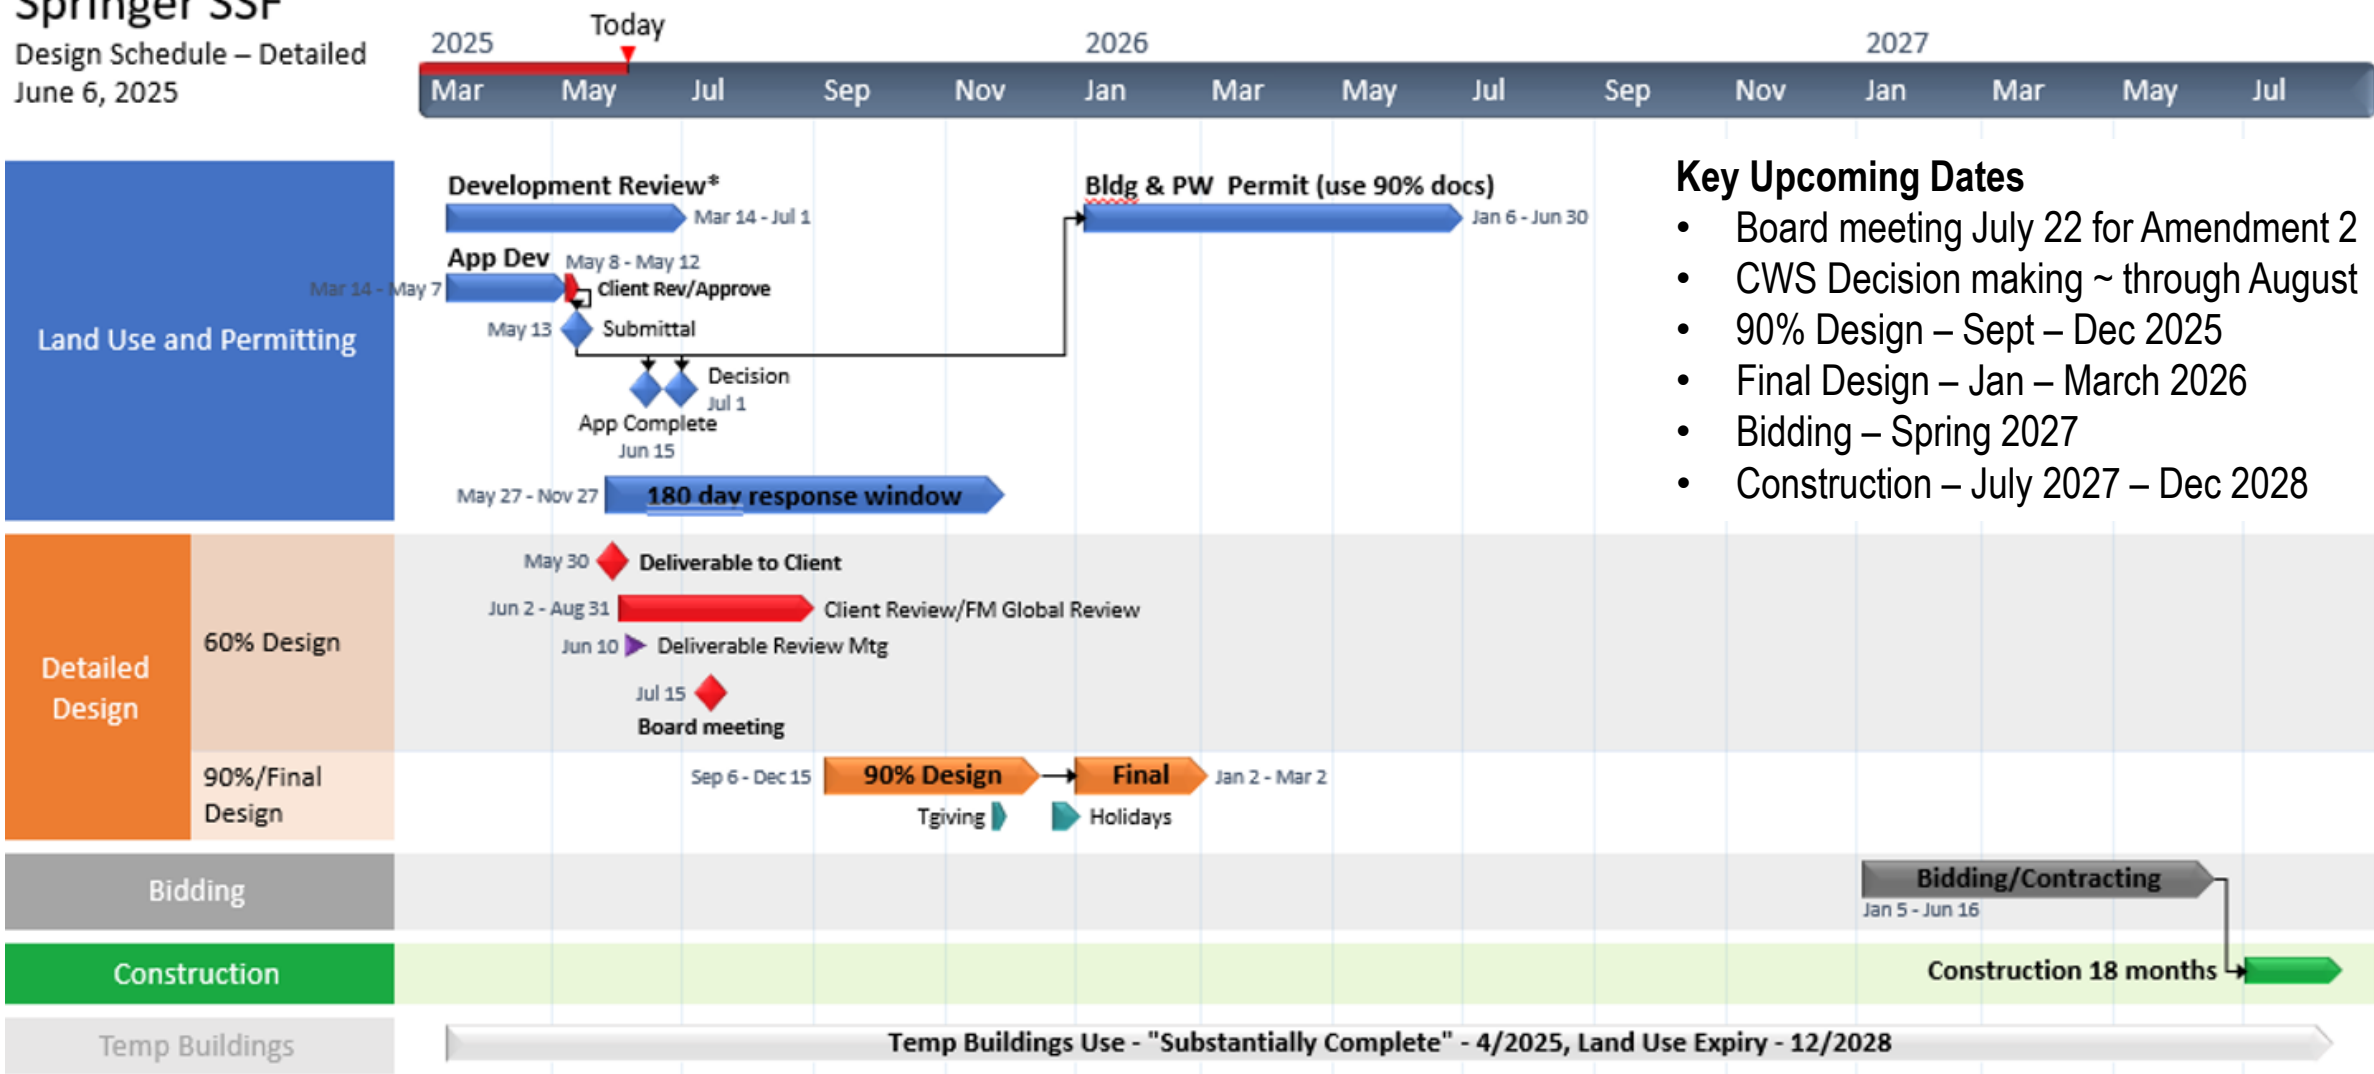 Springer SSF
Design Schedule – Detailed
June 6, 2025
Today
2025
2026
2027
Mar May Jul Sep Nov Jan Mar May Jul Sep Nov Jan Mar May Jul
Land Use and Permitting
Development Review*
Mar 14 - Jul 1
Bldg & PW Permit (use 90% docs)
Jan 6 - Jun 30
App Dev
May 8 - May 12
Mar 14 - May 7
Client Rev/Approve
May 13
Submittal
Decision
Jul 1
App Complete
Jun 15
May 27 - Nov 27
180 day response window
Key Upcoming Dates
• Board meeting July 22 for Amendment 2
• CWS Decision making ~ through August
• 90% Design – Sept – Dec 2025
• Final Design – Jan – March 2026
• Bidding – Spring 2027
• Construction – July 2027 – Dec 2028
Detailed
Design
60% Design
May 30
Deliverable to Client
Jun 2 - Aug 31
Client Review/FM Global Review
Jun 10
Deliverable Review Mtg
Jul 15
Board meeting
90%/Final
Design
Sep 6 - Dec 15
90% Design
Final
Jan 2 - Mar 2
Tgiving
Holidays
Bidding
Bidding/Contracting
Jan 5 - Jun 16
Construction
Construction 18 months
Temp Buildings
Temp Buildings Use - "Substantially Complete" - 4/2025, Land Use Expiry - 12/2028